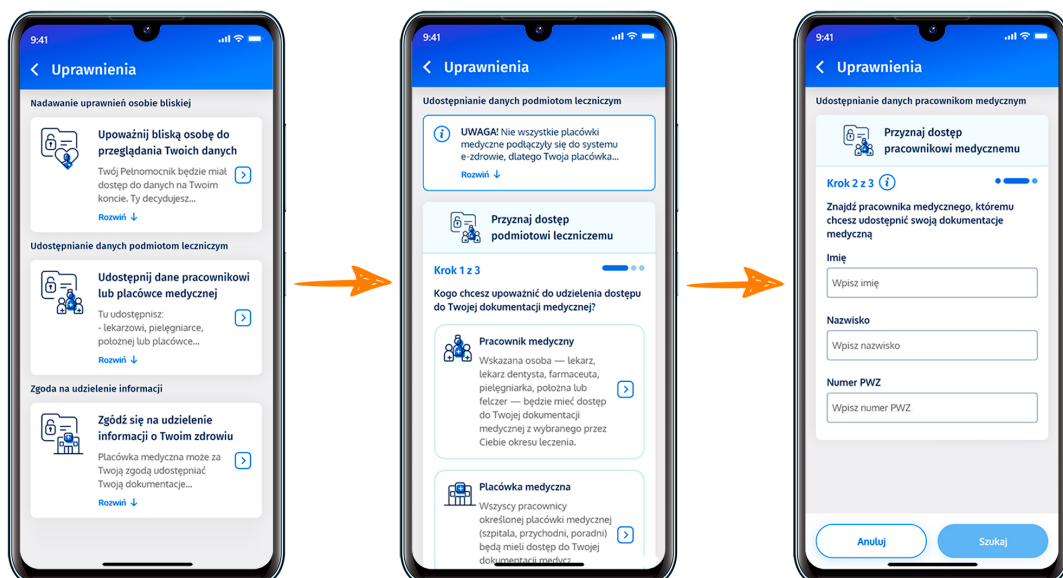 9:41
Uprawnienia
Nadawanie uprawnień osobie bliskiej
Upoważnij bliską osobę do
przeglądania Twoich danych
Twój Pełnomocnik będzie miał
dostęp do danych na Twoim
koncie. Ty decydujesz...
Rozwiń ↓
Udostępnianie danych podmiotom leczniczym
Udostępnij dane pracownikowi
lub placówce medycznej
Tu udostępnisz:
- lekarzowi, pielęgniarce,
położnej lub placówce...
Rozwiń ↓
Zgoda na udzielenie informacji
Zgódź się na udzielenie
informacji o Twoim zdrowiu
Placówka medyczna może za
Twoją zgodą udostępniać
Twoją dokumentacje...
Rozwiń ↓
9:41
Uprawnienia
Udostępnianie danych podmiotom leczniczym
UWAGA! Nie wszystkie placówki
medyczne podłączyły się do systemu
e-zdrowie, dlatego Twoja placówka...
Rozwiń ↓
Przyznaj dostęp
podmiotowi leczniczemu
Krok 1 z 3
Kogo chcesz upoważnić do udzielenia dostępu
do Twojej dokumentacji medycznej?
Pracownik medyczny
Wskazana osoba — lekarz,
lekarz dentysta, farmaceuta,
pielęgniarka, położna lub
felczer — będzie mieć dostęp
do Twojej dokumentacji
medycznej z wybranego przez
Ciebie okresu leczenia.
Placówka medyczna
Wszyscy pracownicy
określonej placówki medycznej
(szpitala, przychodni, poradni)
będą mieli dostęp do Twojej
dokumentacji medycz
9:41
Uprawnienia
Udostępnianie danych pracownikom medycznym
Przyznaj dostęp
pracownikowi medycznemu
Krok 2 z 3
Znajdź pracownika medycznego, któremu
chcesz udostępnić swoją dokumentacje
medyczną
Imię
Wpisz imię
Nazwisko
Wpisz nazwisko
Numer PWZ
Wpisz numer PWZ
Anuluj
Szukaj